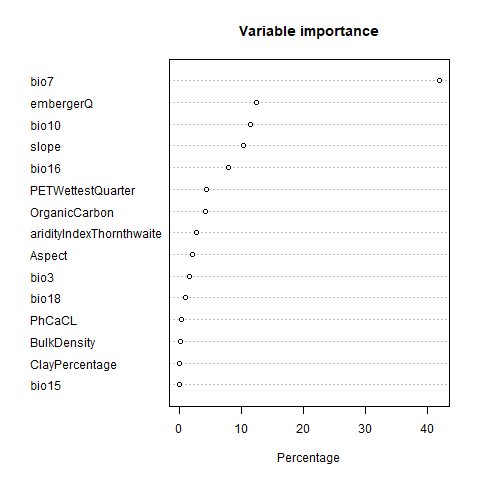 Variable importance
bio7
embergerQ
bio10
slope
bio16
PETWettestQuarter
OrganicCarbon
aridityIndexThornthwaite
Aspect
bio3
bio18
PhCaCL
BulkDensity
ClayPercentage
bio15
0 10 20 30 40
Percentage